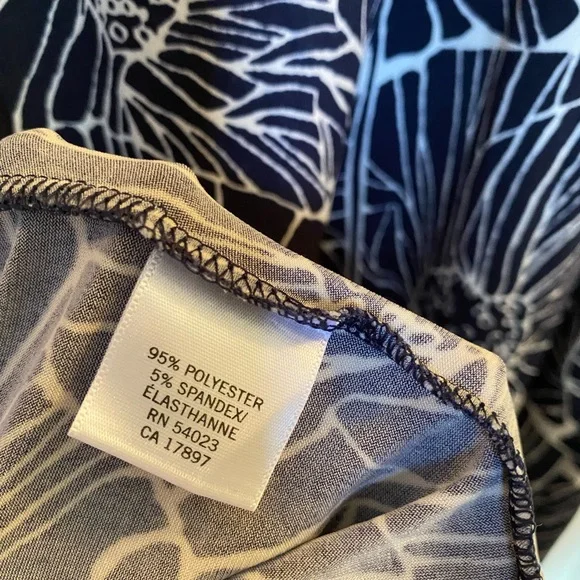 95% POLYESTER
5% SPANDEX/
ÉLASTHANNE
RN 54023
CA 17897